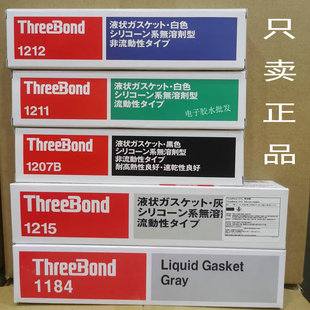 ThreeBond
1212
液状ガスケット・白色
シリコーン系無溶剤型
非流動性タイプ
ThreeBond
1211
液状ガスケット・白色
シリコーン系無溶剤型
流動性タイプ
电子胶水批发
ThreeBond
1207B
液状ガスケット・黒色
シリコーン系無溶剤型
非流動性タイプ
耐高熱性良好・速乾性良好
ThreeBond
1215
液状ガスケット・灰
シリコーン系無溶剤型
流動性タイプ
ThreeBond
1184
Liquid Gasket
Gray
只卖正品